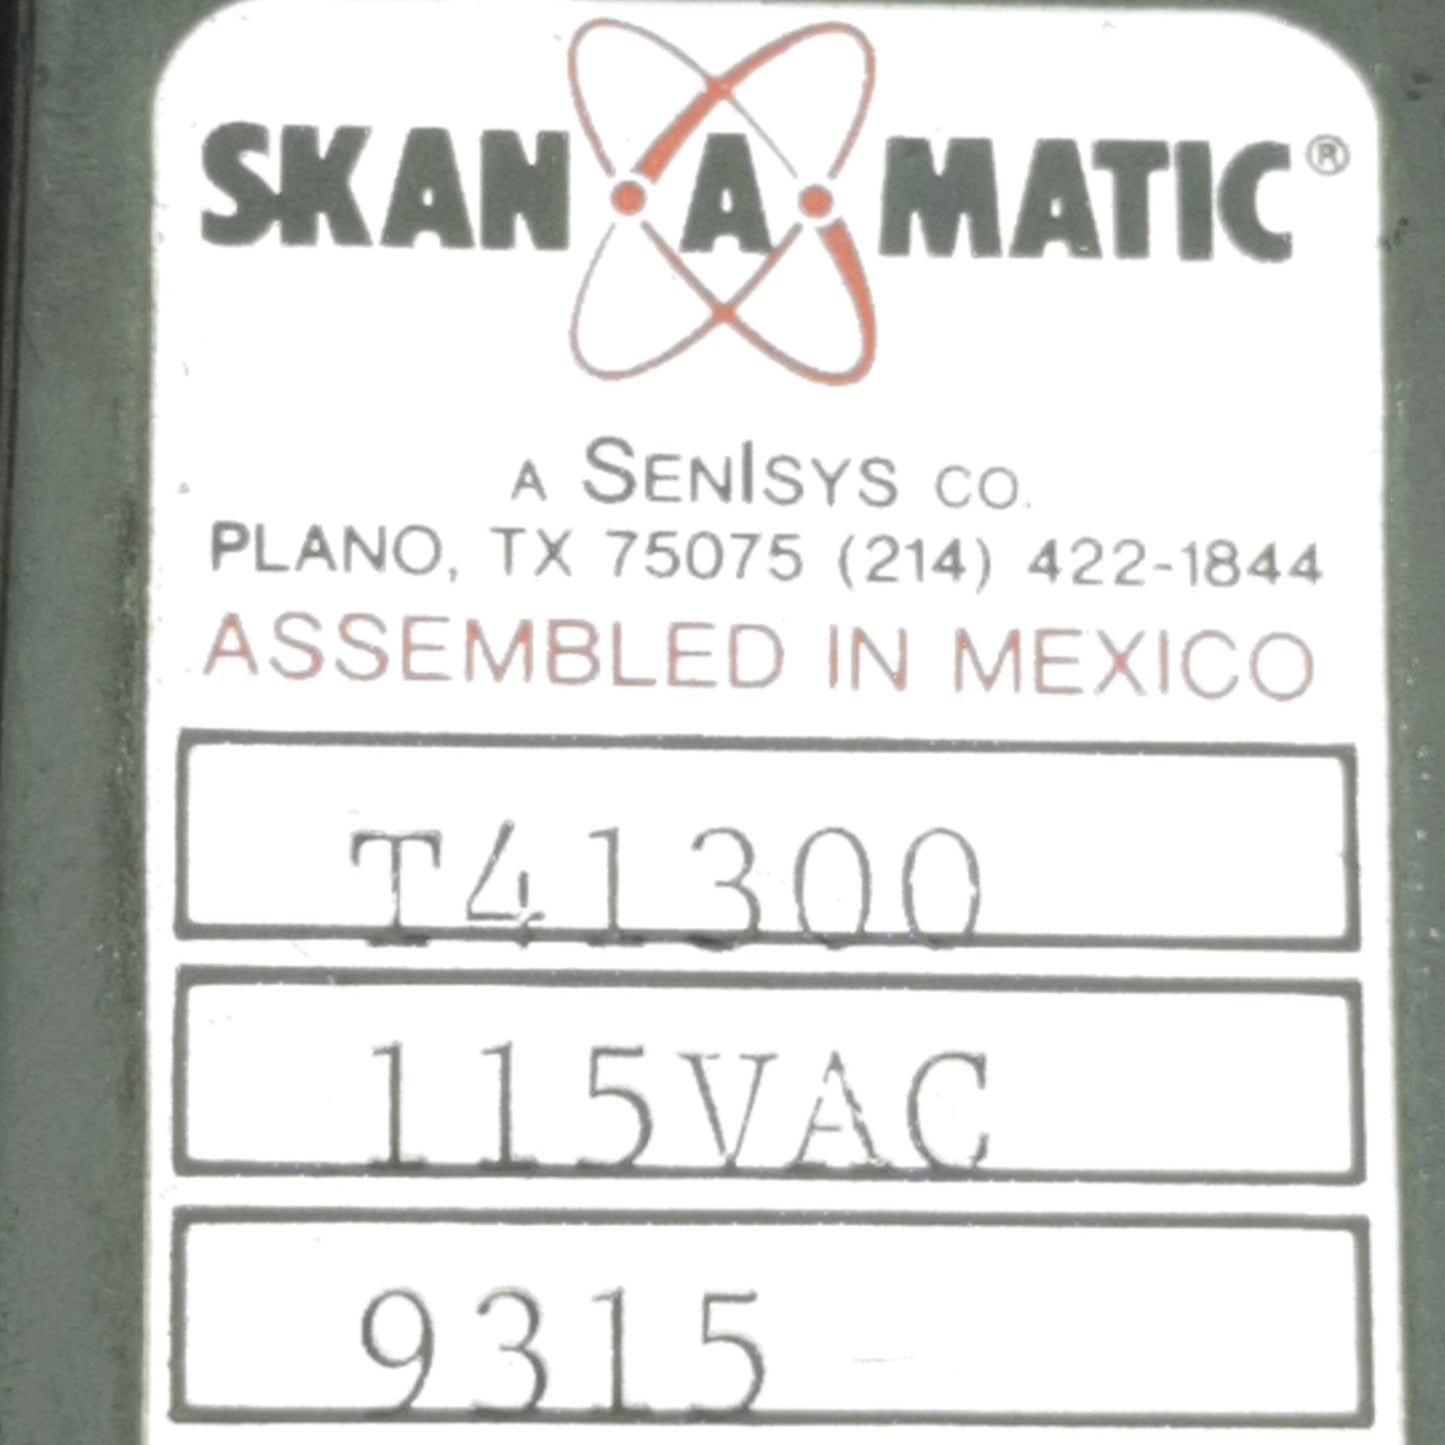 SKAN A MATIC®
A SENISYS CO.
PLANO, TX 75075 (214) 422-1844
ASSEMBLED IN MEXICO
T41300
115VAC
9315